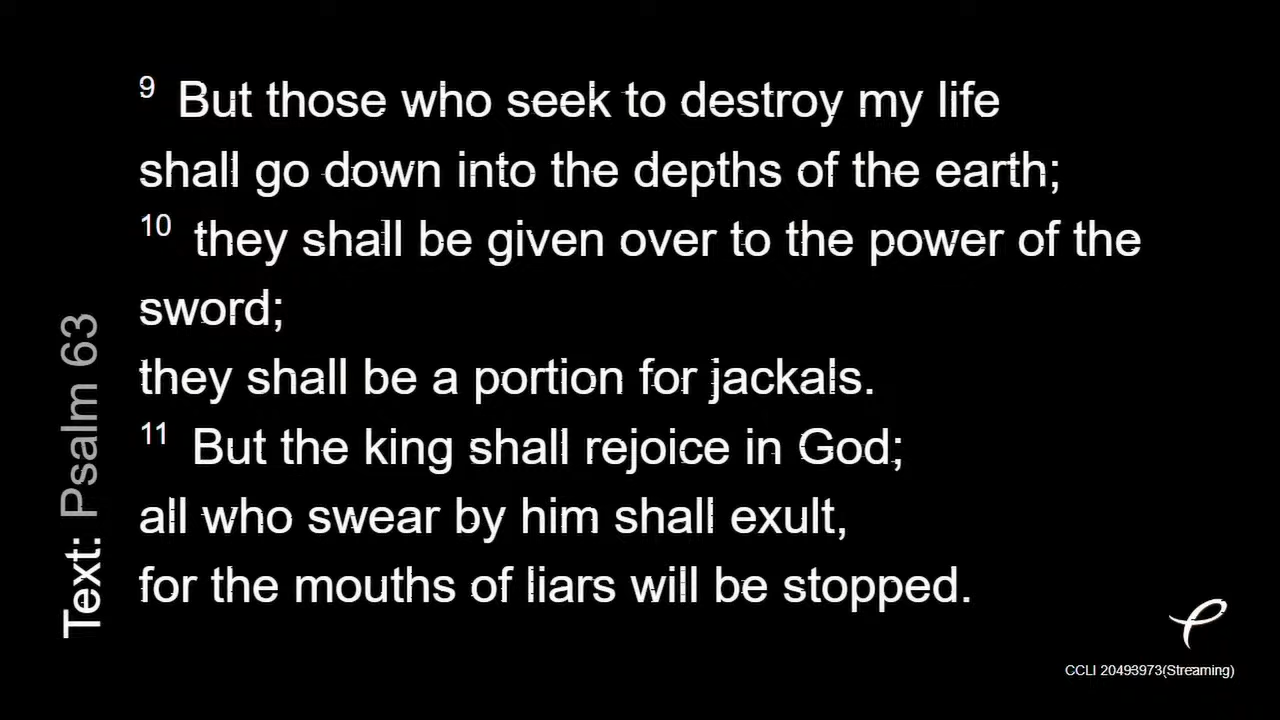 9 But those who seek to destroy my life
shall go down into the depths of the earth;
10 they shall be given over to the power of the
sword;
they shall be a portion for jackals.
11 But the king shall rejoice in God;
all who swear by him shall exult,
for the mouths of liars will be stopped.
Text: Psalm 63
CCLI 20493973(Streaming)